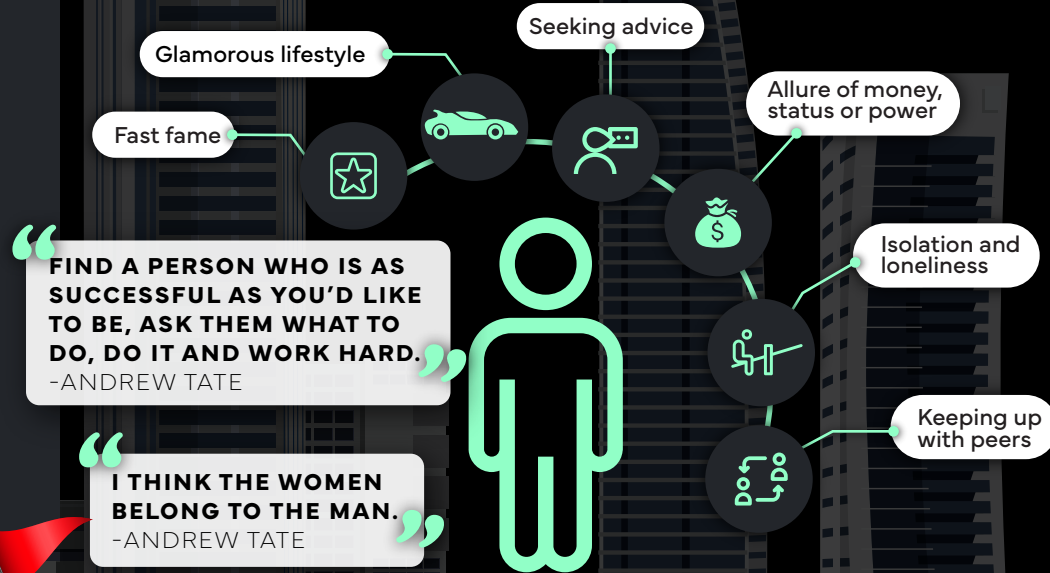 Seeking advice
Glamorous lifestyle
Allure of money,
status or power
Fast fame
Isolation and
loneliness
“FIND A PERSON WHO IS AS
SUCCESSFUL AS YOU’D LIKE
TO BE, ASK THEM WHAT TO
DO, DO IT AND WORK HARD.”
-ANDREW TATE
Keeping up
with peers
“I THINK THE WOMEN
BELONG TO THE MAN.”
-ANDREW TATE
$
L